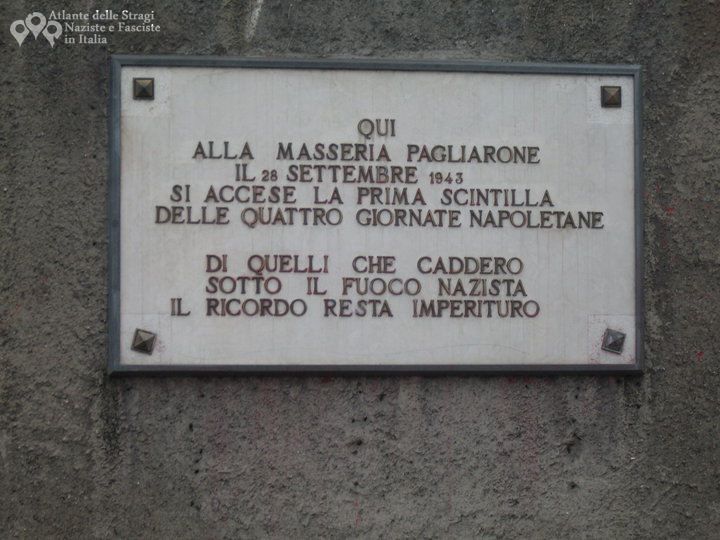 Atlante delle Stragi
Naziste e Fasciste
in Italia
QUI
ALLA MASSERIA PAGLIARONE
IL 28 SETTEMBRE 1943
SI ACCESE LA PRIMA SCINTILLA
DELLE QUATTRO GIORNATE NAPOLETANE
DI QUELLI CHE CADDERO
SOTTO IL FUOCO NAZISTA
IL RICORDO RESTA IMPERITURO